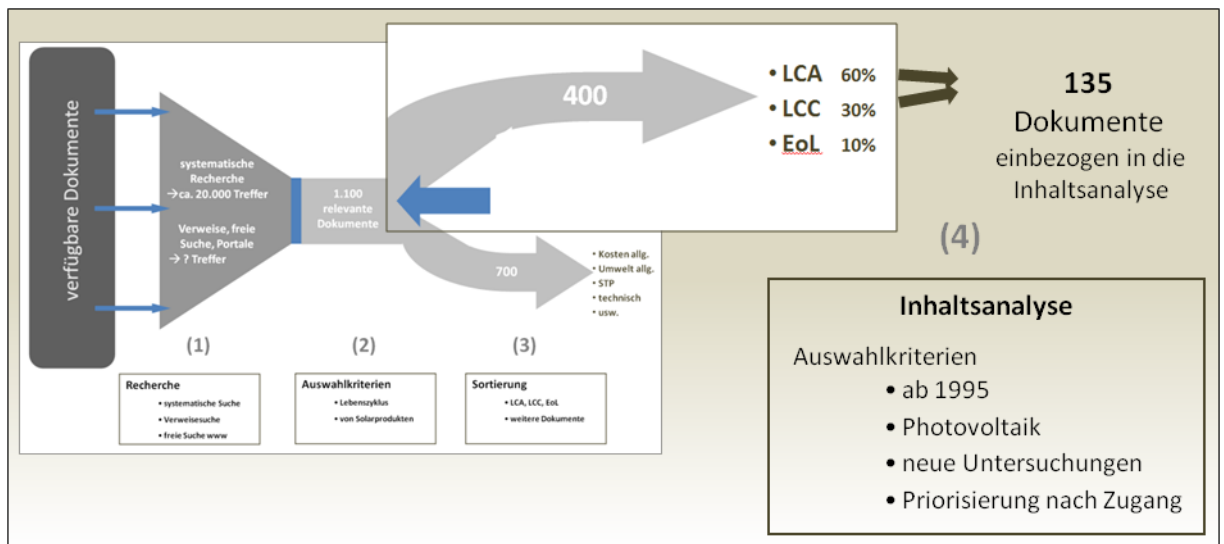 verfügbare Dokumente
systematische
Recherche
→ca. 20.000 Treffer
Verweise, freie
Suche, Portale
→ ? Treffer
(1)
Recherche
• systematische Suche
• Verweisesuche
• freie Suche www
1.100
relevante
Dokumente
(2)
Auswahlkriterien
• Lebenszyklus
• von Solarprodukten
400
• LCA 60%
• LCC 30%
• EoL 10%
700
• Kosten allg.
• Umwelt allg.
• STP
• technisch
• usw.
(3)
Sortierung
• LCA, LCC, EoL
• weitere Dokumente
135
Dokumente
einbezogen in die
Inhaltsanalyse
(4)
Inhaltsanalyse
Auswahlkriterien
• ab 1995
• Photovoltaik
• neue Untersuchungen
• Priorisierung nach Zugang